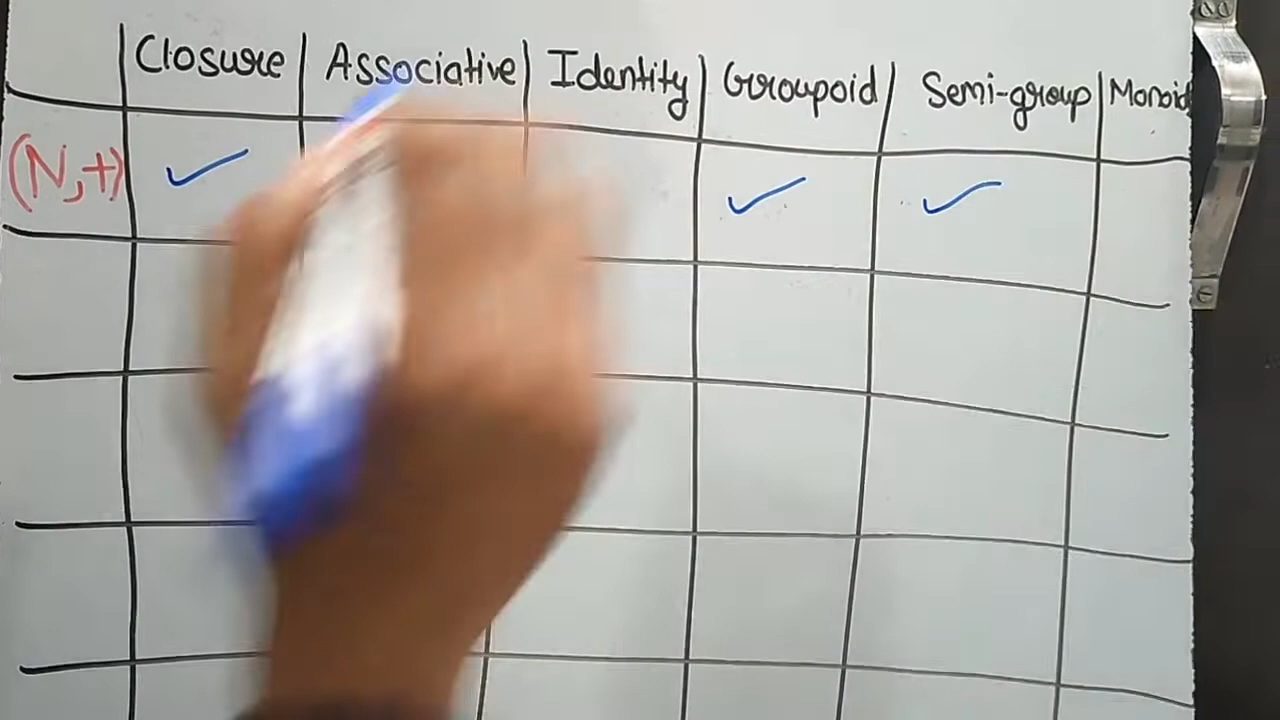 Closure Associative Identity Groupoid Semi-group Monoid
(N,+) ✓ ✓ ✓